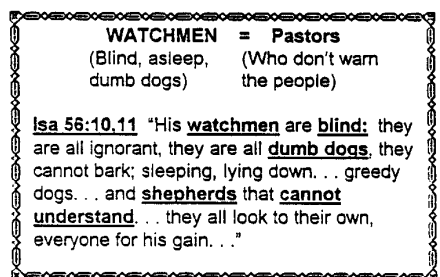 WATCHMEN = Pastors
(Blind, asleep, (Who don't warn
dumb dogs) the people)
Isa 56:10,11 "His watchmen are blind: they
are all ignorant, they are all dumb dogs, they
cannot bark; sleeping, lying down. . . greedy
dogs. . . and shepherds that cannot
understand. . . they all look to their own,
everyone for his gain. . ."